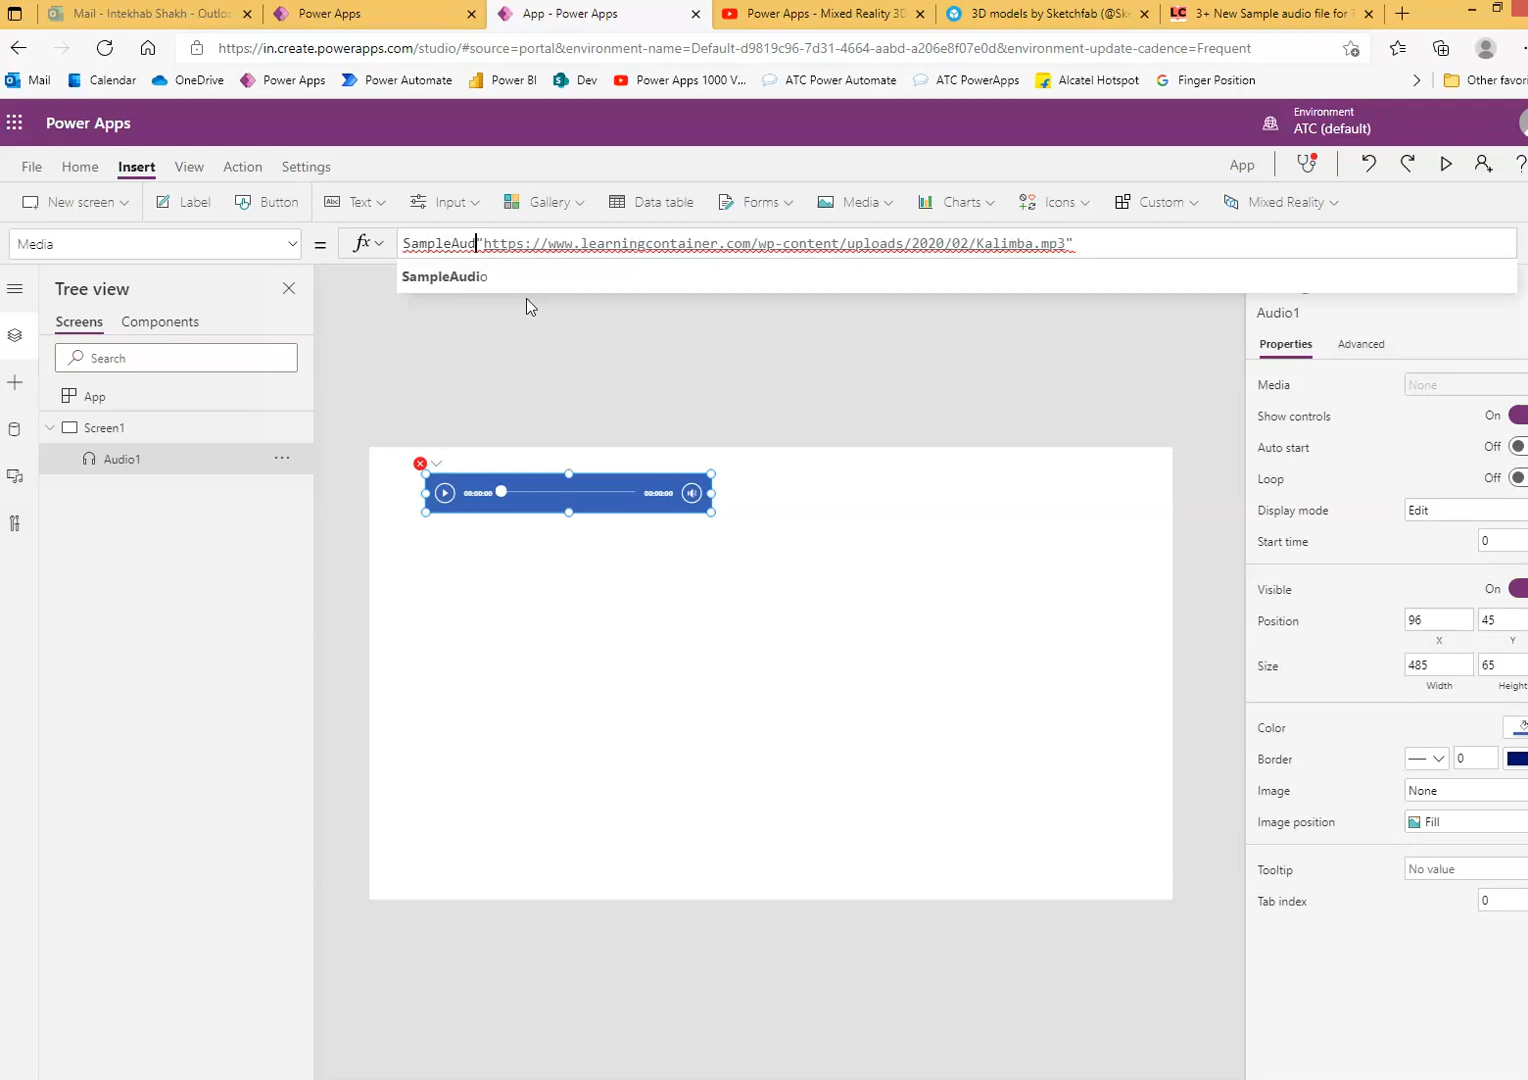 Mail - Intekhab Shakh - Outloo
Power Apps
App - Power Apps
Power Apps - Mixed Reality 3D
3D models by Sketchfab (@Ske
LC 3+ New Sample audio file for T
https://in.create.powerapps.com/studio/#source=portal&environment-name=Default-d9819c96-7d31-4664-aabd-a206e8f07e0d&environment-update-cadence=Frequent
Mail Calendar OneDrive Power Apps Power Automate Power BI Dev Power Apps 1000 V... ATC Power Automate ATC PowerApps Alcatel Hotspot Finger Position Other favori
Power Apps
Environment
ATC (default)
File Home Insert View Action Settings App
New screen Label Button Text Input Gallery Data table Forms Media Charts Icons Custom Mixed Reality
Media = fx SampleAud"https://www.learningcontainer.com/wp-content/uploads/2020/02/Kalimba.mp3"
SampleAudio
Tree view
Screens Components
Search
App
Screen1
Audio1 ...
00:00:00 00:00:00
Audio1
Properties Advanced
Media None
Show controls On
Auto start Off
Loop Off
Display mode Edit
Start time 0
Visible On
Position 96 45
X Y
Size 485 65
Width Height
Color
Border 0
Image None
Image position Fill
Tooltip No value
Tab index 0